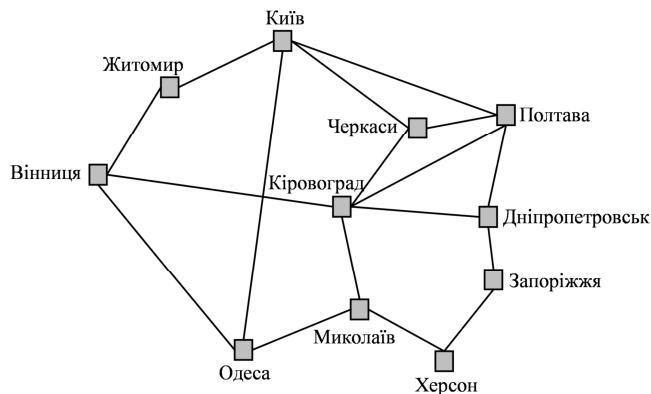 Київ
Житомир
Черкаси
Полтава
Вінниця
Кіровоград
Дніпропетровськ
Запоріжжя
Миколаїв
Одеса
Херсон